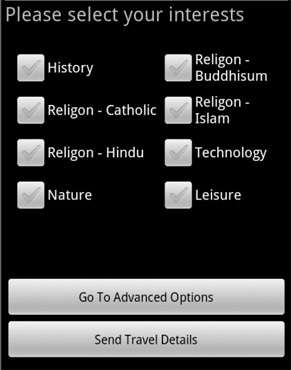 Please select your interests
History
Religon -
Buddhisum
Religon - Catholic
Religon -
Islam
Religon - Hindu
Technology
Nature
Leisure
Go To Advanced Options
Send Travel Details